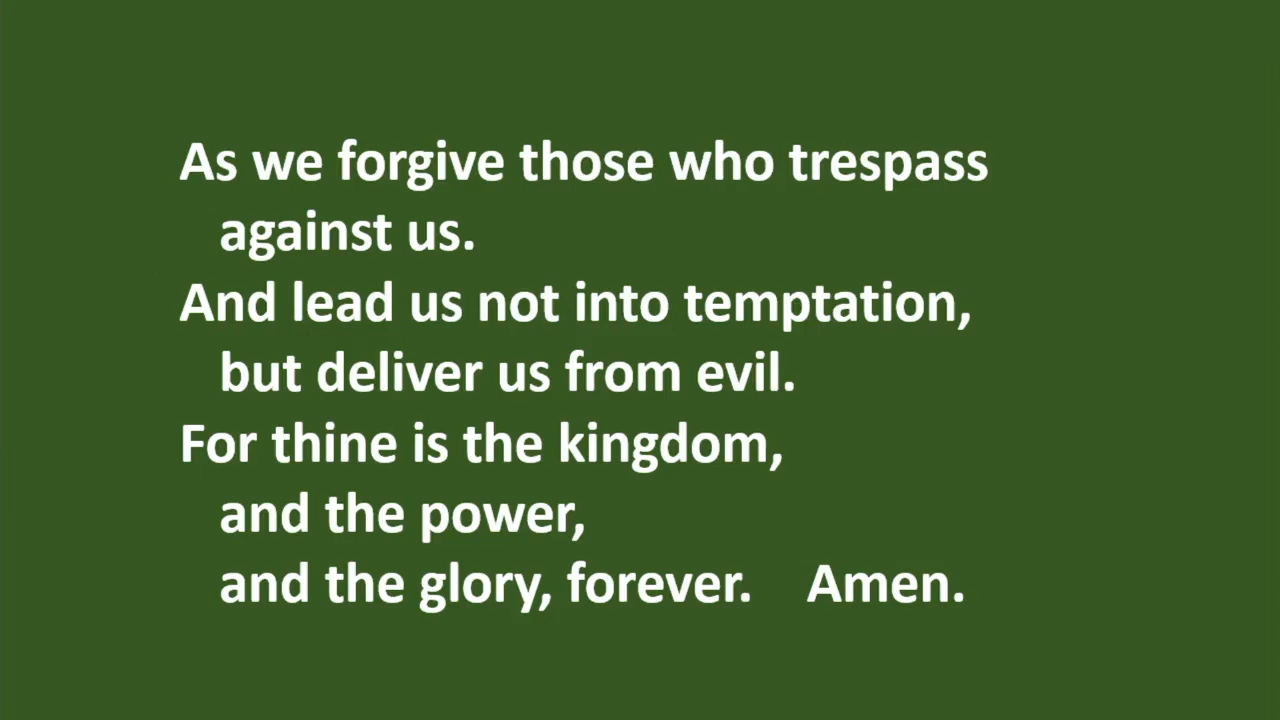 As we forgive those who trespass
against us.
And lead us not into temptation,
but deliver us from evil.
For thine is the kingdom,
and the power,
and the glory, forever. Amen.